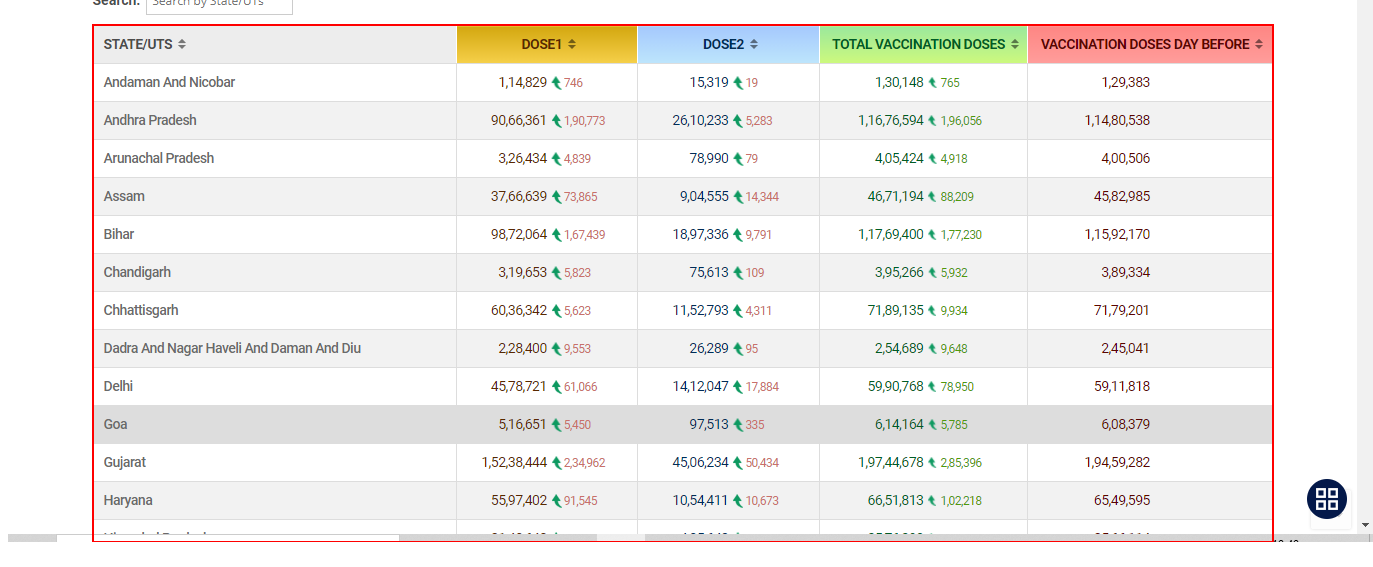 Search: Search by State/UTs
STATE/UTS DOSE1 DOSE2 TOTAL VACCINATION DOSES VACCINATION DOSES DAY BEFORE
Andaman And Nicobar 1,14,829 746 15,319 19 1,30,148 765 1,29,383
Andhra Pradesh 90,66,361 1,90,773 26,10,233 5,283 1,16,76,594 1,96,056 1,14,80,538
Arunachal Pradesh 3,26,434 4,839 78,990 79 4,05,424 4,918 4,00,506
Assam 37,66,639 73,865 9,04,555 14,344 46,71,194 88,209 45,82,985
Bihar 98,72,064 1,67,439 18,97,336 9,791 1,17,69,400 1,77,230 1,15,92,170
Chandigarh 3,19,653 5,823 75,613 109 3,95,266 5,932 3,89,334
Chhattisgarh 60,36,342 5,623 11,52,793 4,311 71,89,135 9,934 71,79,201
Dadra And Nagar Haveli And Daman And Diu 2,28,400 9,553 26,289 95 2,54,689 9,648 2,45,041
Delhi 45,78,721 61,066 14,12,047 17,884 59,90,768 78,950 59,11,818
Goa 5,16,651 5,450 97,513 335 6,14,164 5,785 6,08,379
Gujarat 1,52,38,444 2,34,962 45,06,234 50,434 1,97,44,678 2,85,396 1,94,59,282
Haryana 55,97,402 91,545 10,54,411 10,673 66,51,813 1,02,218 65,49,595